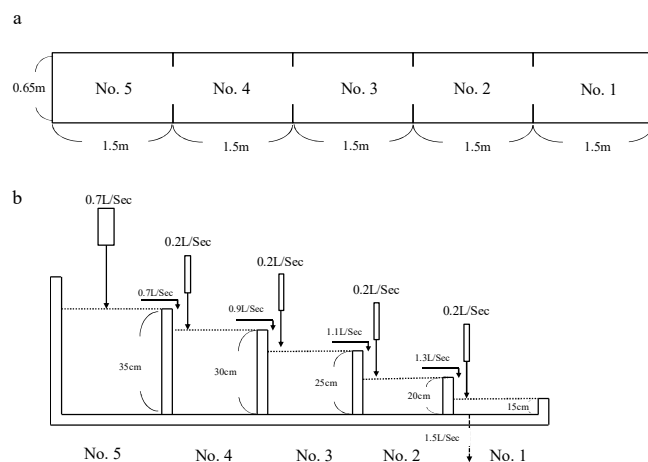 a
0.65m
No. 5 No. 4 No. 3 No. 2 No. 1
1.5m 1.5m 1.5m 1.5m 1.5m
b
0.7L/Sec
0.2L/Sec
0.2L/Sec
0.2L/Sec
0.2L/Sec
0.7L/Sec
0.9L/Sec
1.1L/Sec
1.3L/Sec
35cm
30cm
25cm
20cm
15cm
1.5L/Sec
No. 5 No. 4 No. 3 No. 2 No. 1